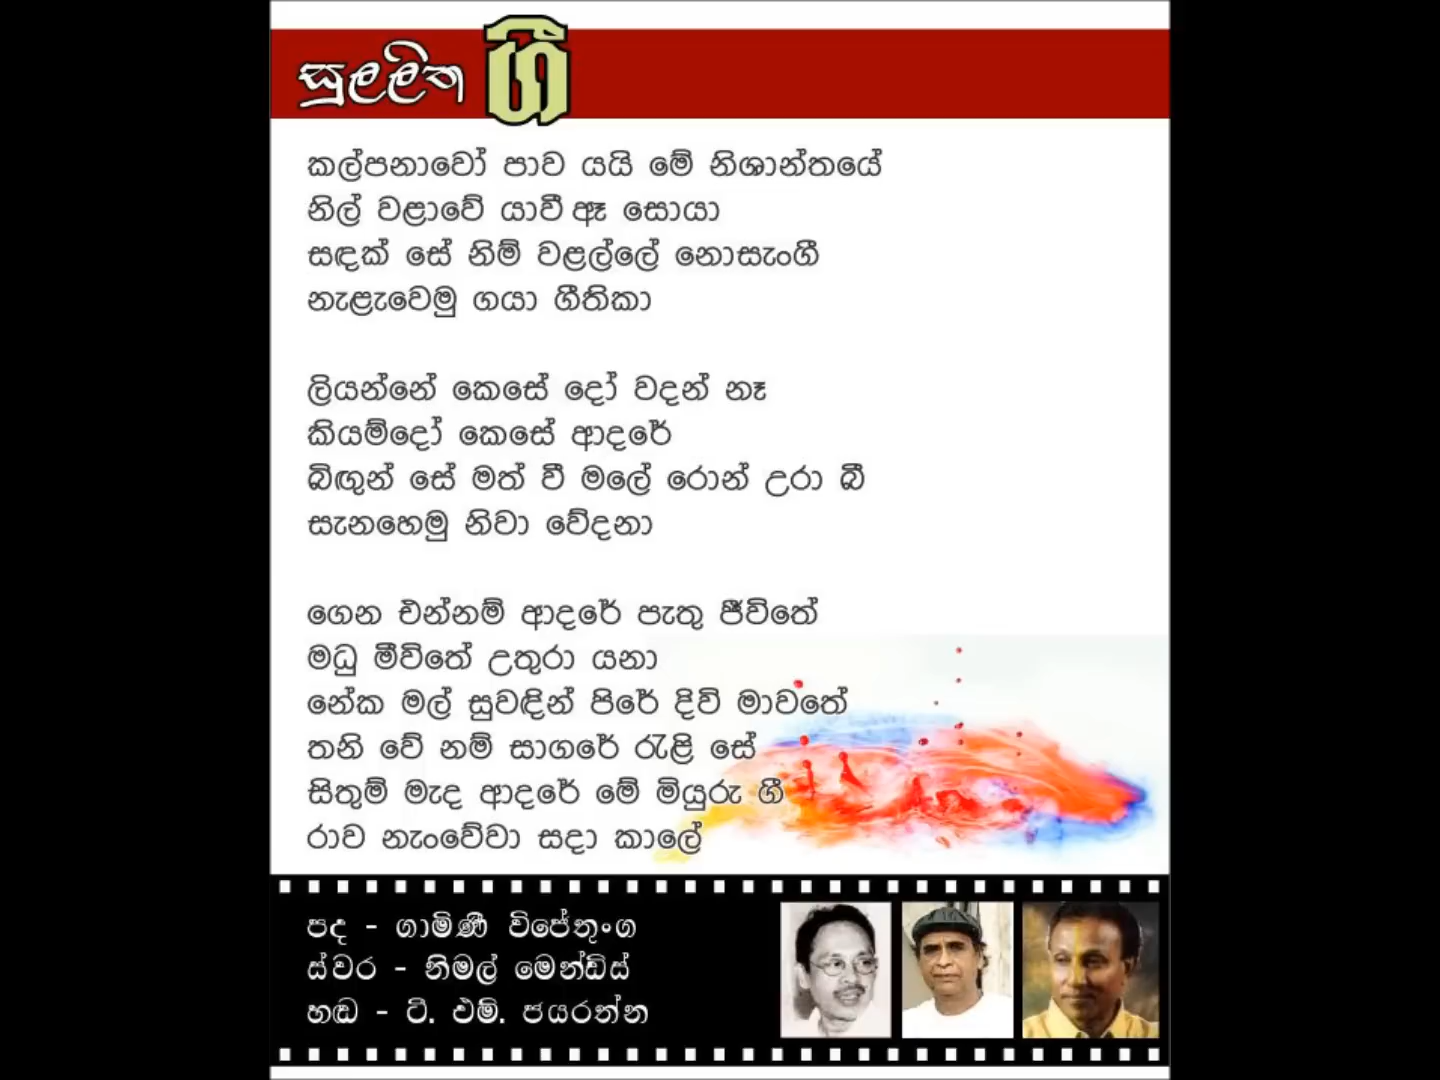 සුලලිත ගී
කල්පනාවෝ පාව යයි මේ නිශාන්තයේ
නිල් වළාවේ යාවී ඈ සොයා
සඳක් සේ නිම් වළල්ලේ නොසැංගී
නැළැවෙමු ගයා ගීතිකා
ලියන්නේ කෙසේ දෝ වදන් නෑ
කියම්දෝ කෙසේ ආදරේ
බිඟුන් සේ මත් වී මලේ රොන් උරා බී
සැනහෙමු නිවා වේදනා
ගෙන එන්නම් ආදරේ පැතු ජීවිතේ
මධු මීවිතේ උතුරා යනා
නේක මල් සුවඳින් පිරේ දිවි මාවතේ
තනි වේ නම් සාගරේ රැළි සේ
සිතුම් මැද ආදරේ මේ මියුරු ගී
රාව නැංවේවා සදා කාලේ
පද - ගාමිණී විජේතුංග
ස්වර - නිමල් මෙන්ඩිස්
හඬ - ටී. එම්. ජයරත්න